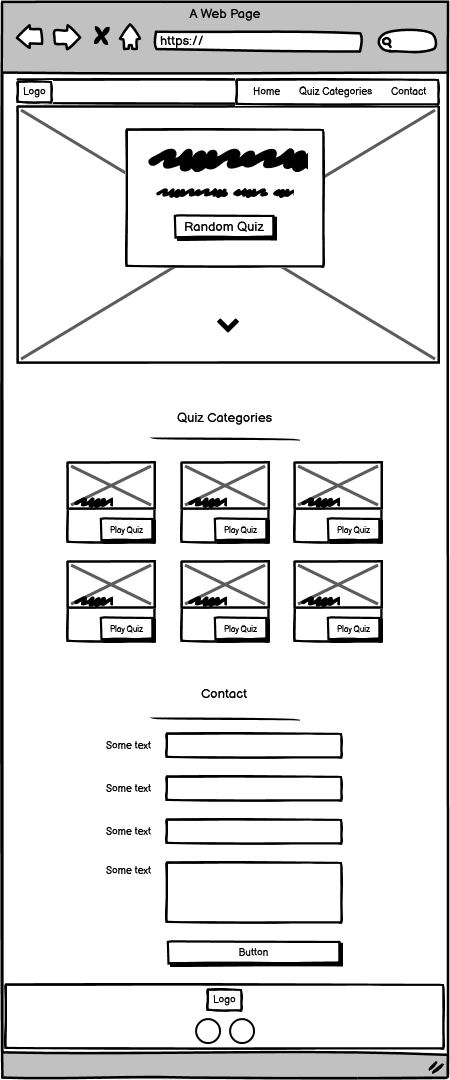 A Web Page
https://
Logo
Home Quiz Categories Contact
Random Quiz
Quiz Categories
Play Quiz Play Quiz Play Quiz
Play Quiz Play Quiz Play Quiz
Contact
Some text
Some text
Some text
Some text
Button
Logo